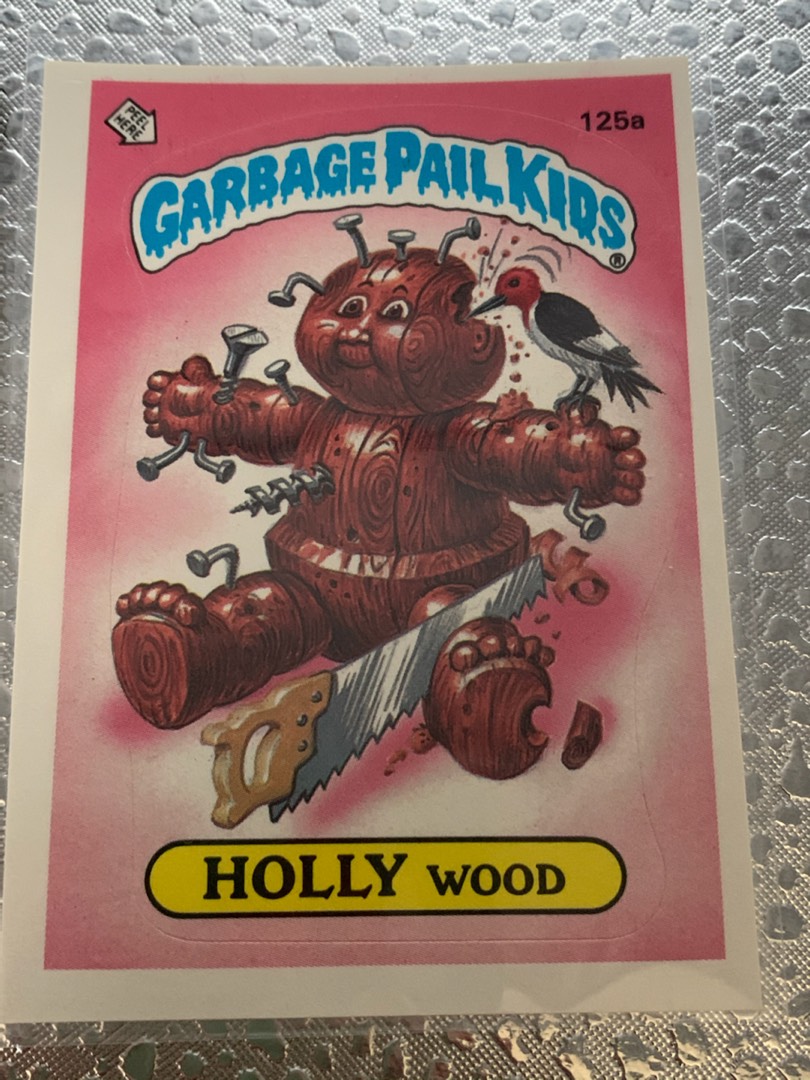 PEEL
HERE
125a
GARBAGE PAIL KIDS
®
HOLLY WOOD